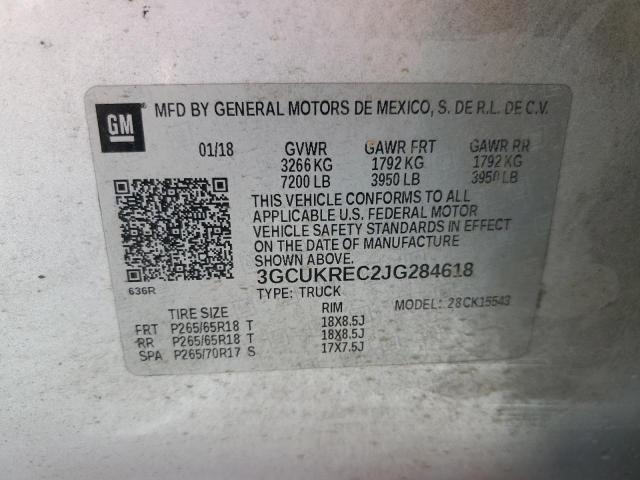 GM
MFD BY GENERAL MOTORS DE MEXICO, S. DE R.L. DE C.V.
01/18 GVWR GAWR FRT GAWR RR
3266 KG 1792 KG 1792 KG
7200 LB 3950 LB 3950 LB
THIS VEHICLE CONFORMS TO ALL
APPLICABLE U.S. FEDERAL MOTOR
VEHICLE SAFETY STANDARDS IN EFFECT
ON THE DATE OF MANUFACTURE
SHOWN ABOVE.
3GCUKREC2JG284618
636R
TYPE: TRUCK MODEL: 28CK15543
TIRE SIZE RIM
FRT P265/65R18 T 18X8.5J
RR P265/65R18 T 18X8.5J
SPA P265/70R17 S 17X7.5J